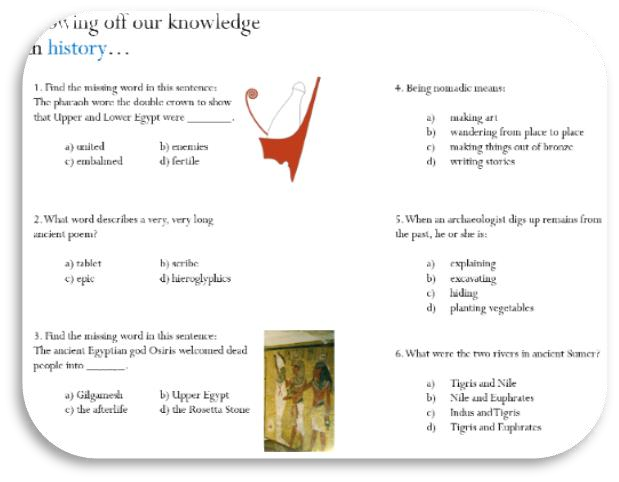 owing off our knowledge
n history…
1. Find the missing word in this sentence:
The pharaoh wore the double crown to show
that Upper and Lower Egypt were ________.
a) united b) enemies
c) embalmed d) fertile
2. What word describes a very, very long
ancient poem?
a) tablet b) scribe
c) epic d) hieroglyphics
3. Find the missing word in this sentence:
The ancient Egyptian god Osiris welcomed dead
people into _______.
a) Gilgamesh b) Upper Egypt
c) the afterlife d) the Rosetta Stone
4. Being nomadic means:
a) making art
b) wandering from place to place
c) making things out of bronze
d) writing stories
5. When an archaeologist digs up remains from
the past, he or she is:
a) explaining
b) excavating
c) hiding
d) planting vegetables
6. What were the two rivers in ancient Sumer?
a) Tigris and Nile
b) Nile and Euphrates
c) Indus and Tigris
d) Tigris and Euphrates